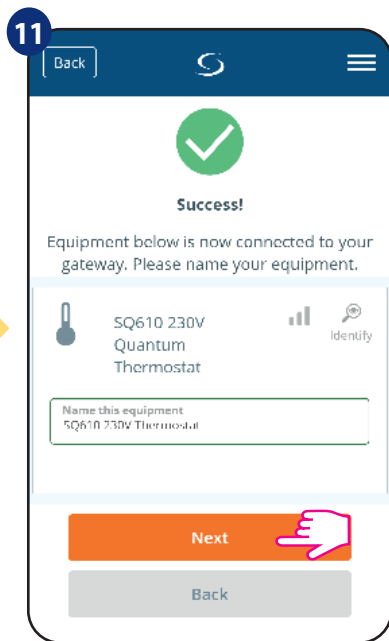 11
Back
Success!
Equipment below is now connected to your
gateway. Please name your equipment.
SQ610 230V
Quantum
Thermostat
Identify
Name this equipment
SQ610 230V Thermostat
Next
Back